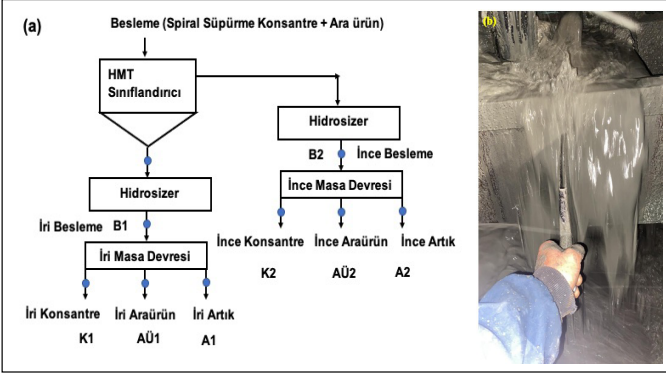 (a)
Besleme (Spiral Süpürme Konsantre + Ara ürün)
HMT
Sınıflandırıcı
Hidrosizer
B2 İnce Besleme
İnce Masa Devresi
İnce Konsantre İnce Araürün İnce Artık
K2 AÜ2 A2
Hidrosizer
İri Besleme B1
İri Masa Devresi
İri Konsantre İri Araürün İri Artık
K1 AÜ1 A1
(b)